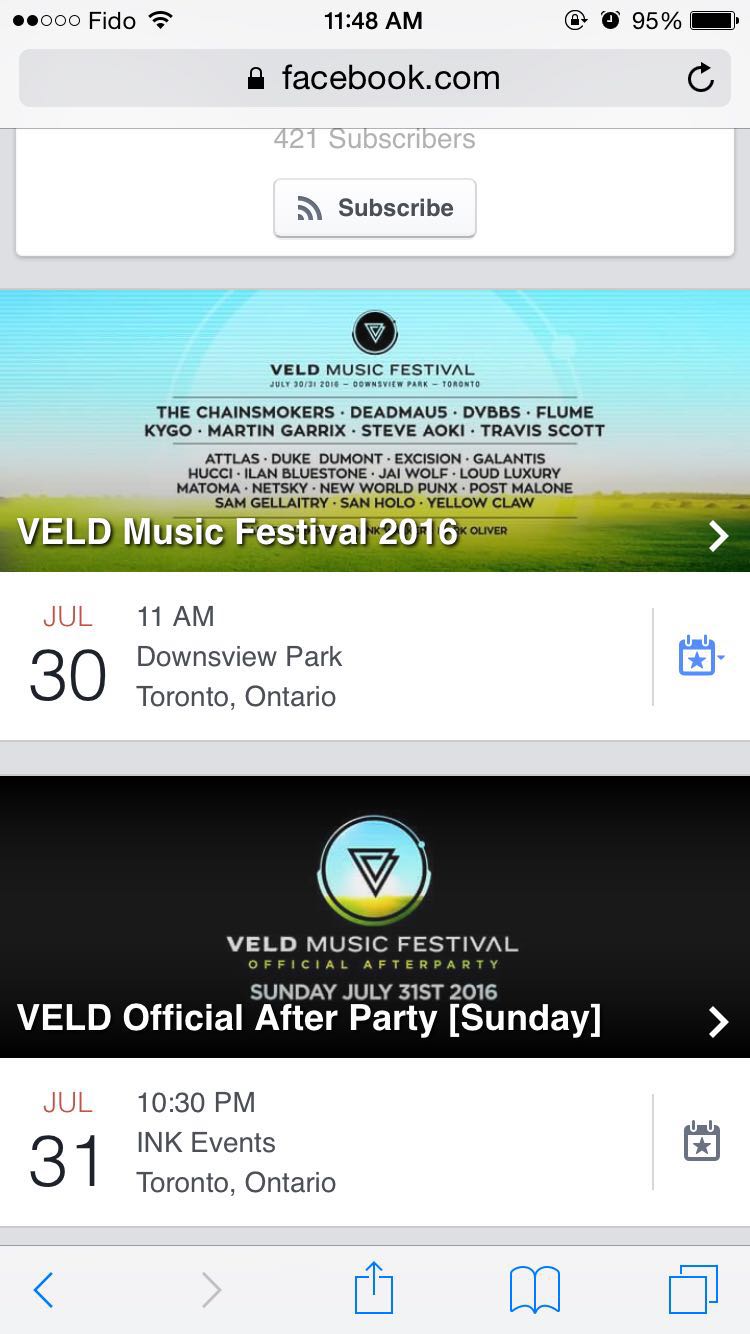 Fido 11:48 AM 95%
facebook.com
421 Subscribers
Subscribe
VELD MUSIC FESTIVAL
JULY 30/31 2016 – DOWNSVIEW PARK – TORONTO
THE CHAINSMOKERS · DEADMAU5 · DVBBS · FLUME
KYGO · MARTIN GARRIX · STEVE AOKI · TRAVIS SCOTT
ATTLAS · DUKE DUMONT · EXCISION · GALANTIS
HUCCI · ILAN BLUESTONE · JAI WOLF · LOUD LUXURY
MATOMA · NETSKY · NEW WORLD PUNX · POST MALONE
SAM GELLAITRY · SAN HOLO · YELLOW CLAW
OLIVER
VELD Music Festival 2016
JUL
30
11 AM
Downsview Park
Toronto, Ontario
VELD MUSIC FESTIVAL
OFFICIAL AFTERPARTY
SUNDAY JULY 31ST 2016
VELD Official After Party [Sunday]
JUL
31
10:30 PM
INK Events
Toronto, Ontario